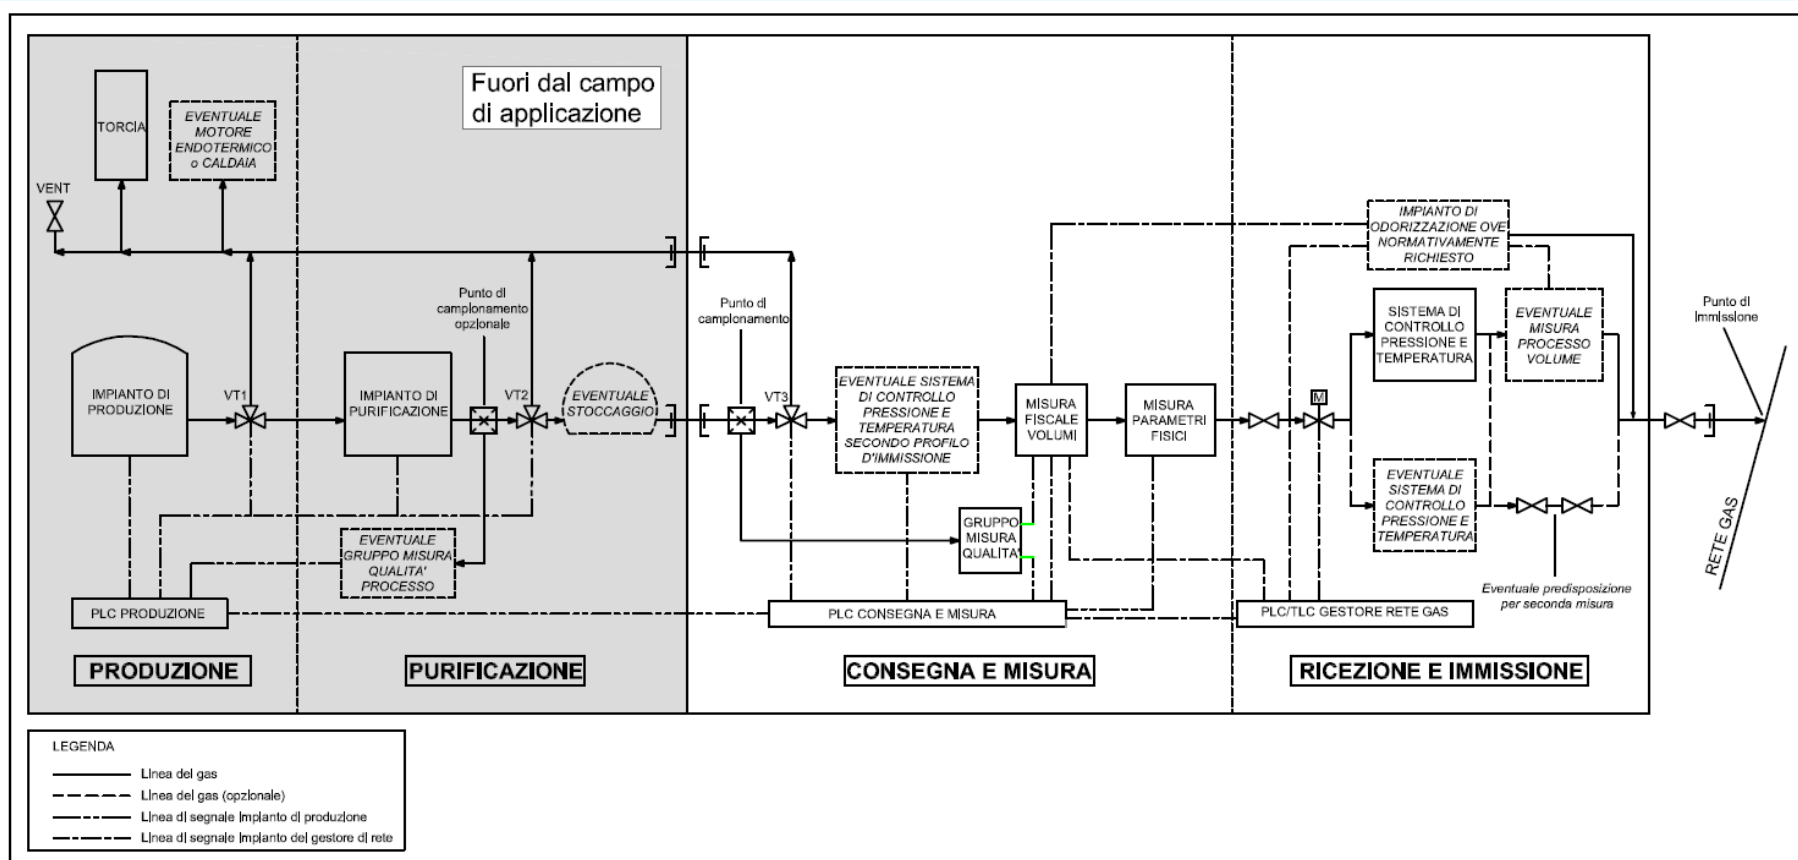 Fuori dal campo
di applicazione
TORCIA
EVENTUALE
MOTORE
ENDOTERMICO
o CALDAIA
VENT
IMPIANTO DI
PRODUZIONE
VT1
IMPIANTO DI
PURIFICAZIONE
Punto di
campionamento
opzionale
VT2
EVENTUALE
STOCCAGGIO
EVENTUALE
GRUPPO MISURA
QUALITA'
PROCESSO
PLC PRODUZIONE
PRODUZIONE
PURIFICAZIONE
Punto di
campionamento
VT3
EVENTUALE SISTEMA
DI CONTROLLO
PRESSIONE E
TEMPERATURA
SECONDO PROFILO
D'IMMISSIONE
MISURA
FISCALE
VOLUMI
MISURA
PARAMETRI
FISICI
GRUPPO
MISURA
QUALITA'
PLC CONSEGNA E MISURA
CONSEGNA E MISURA
IMPIANTO DI
ODORIZZAZIONE OVE
NORMATIVAMENTE
RICHIESTO
M
SISTEMA DI
CONTROLLO
PRESSIONE E
TEMPERATURA
EVENTUALE
MISURA
PROCESSO
VOLUME
EVENTUALE
SISTEMA DI
CONTROLLO
PRESSIONE E
TEMPERATURA
Eventuale predisposizione
per seconda misura
PLC/TLC GESTORE RETE GAS
RICEZIONE E IMMISSIONE
Punto di
immissione
RETE GAS
LEGENDA
Linea del gas
Linea del gas (opzionale)
Linea di segnale impianto di produzione
Linea di segnale impianto del gestore di rete